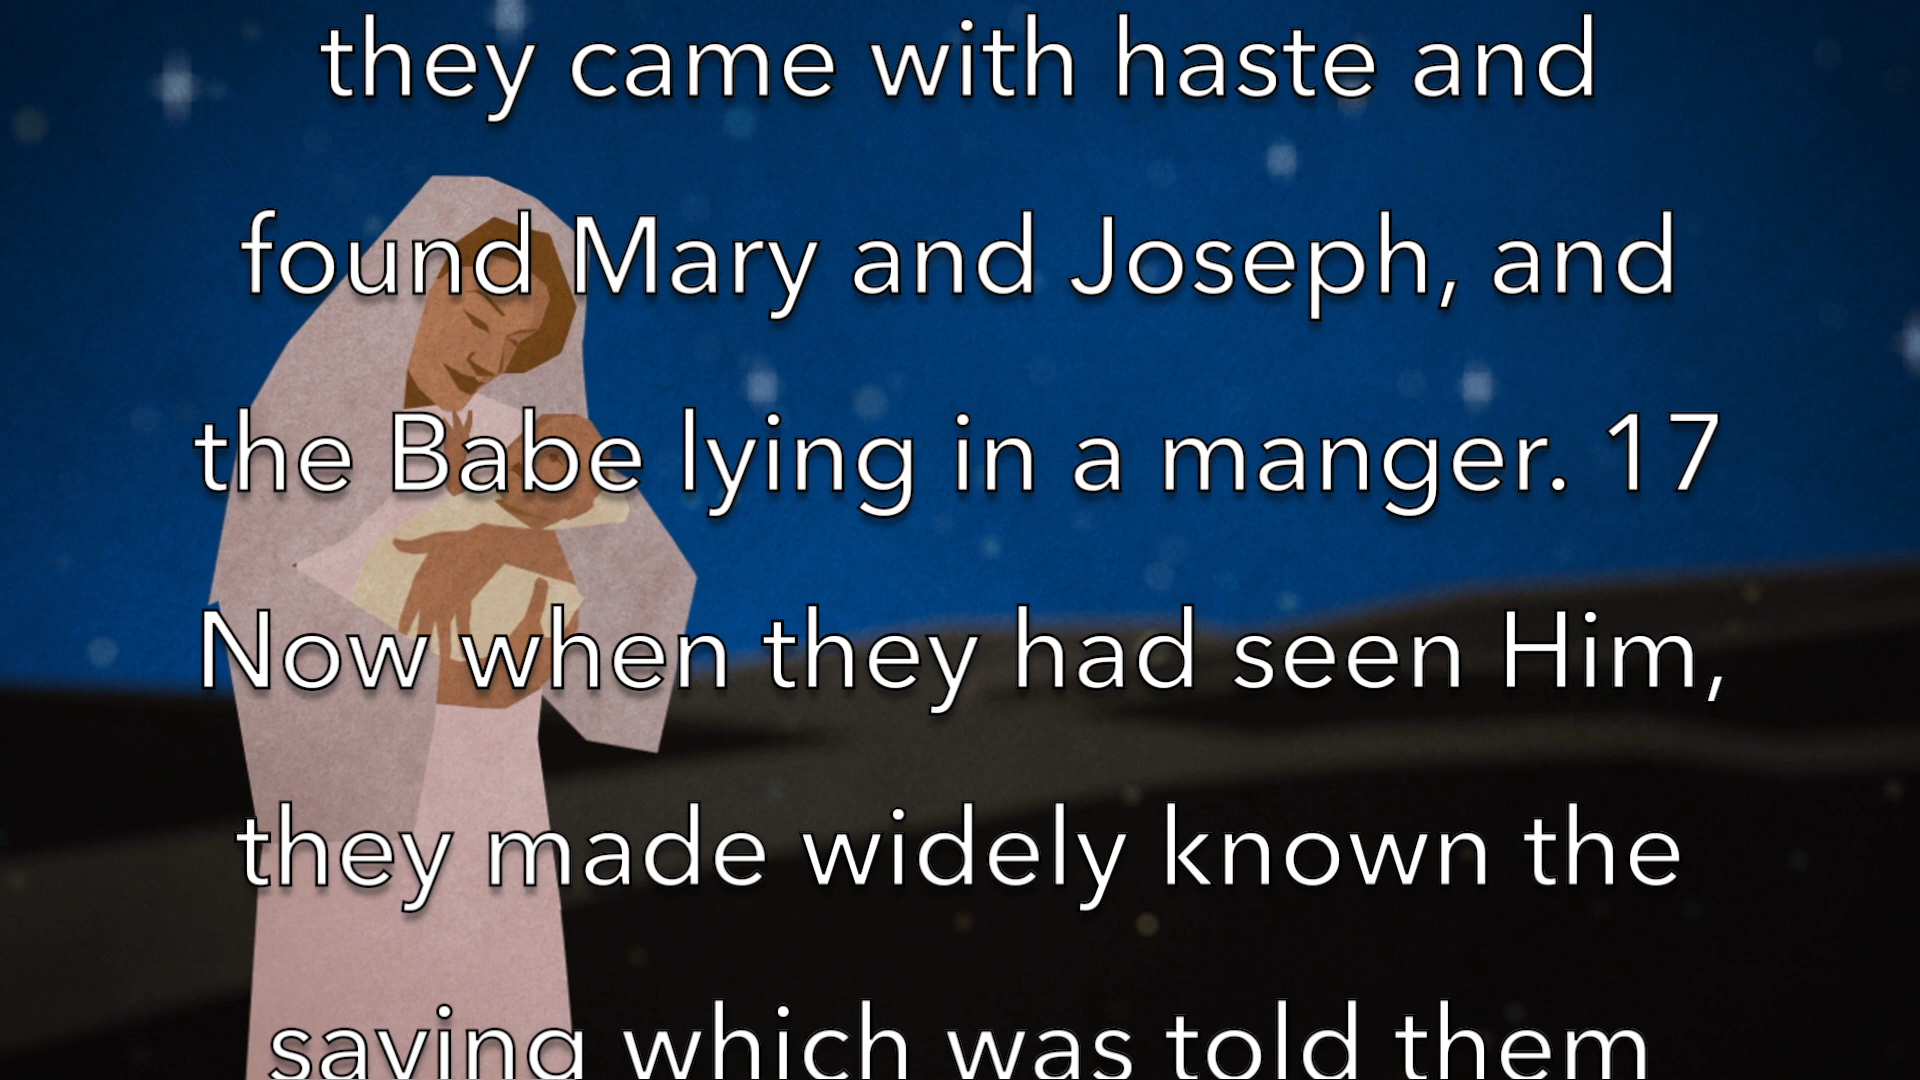 they came with haste and
found Mary and Joseph, and
the Babe lying in a manger. 17
Now when they had seen Him,
they made widely known the
saying which was told them